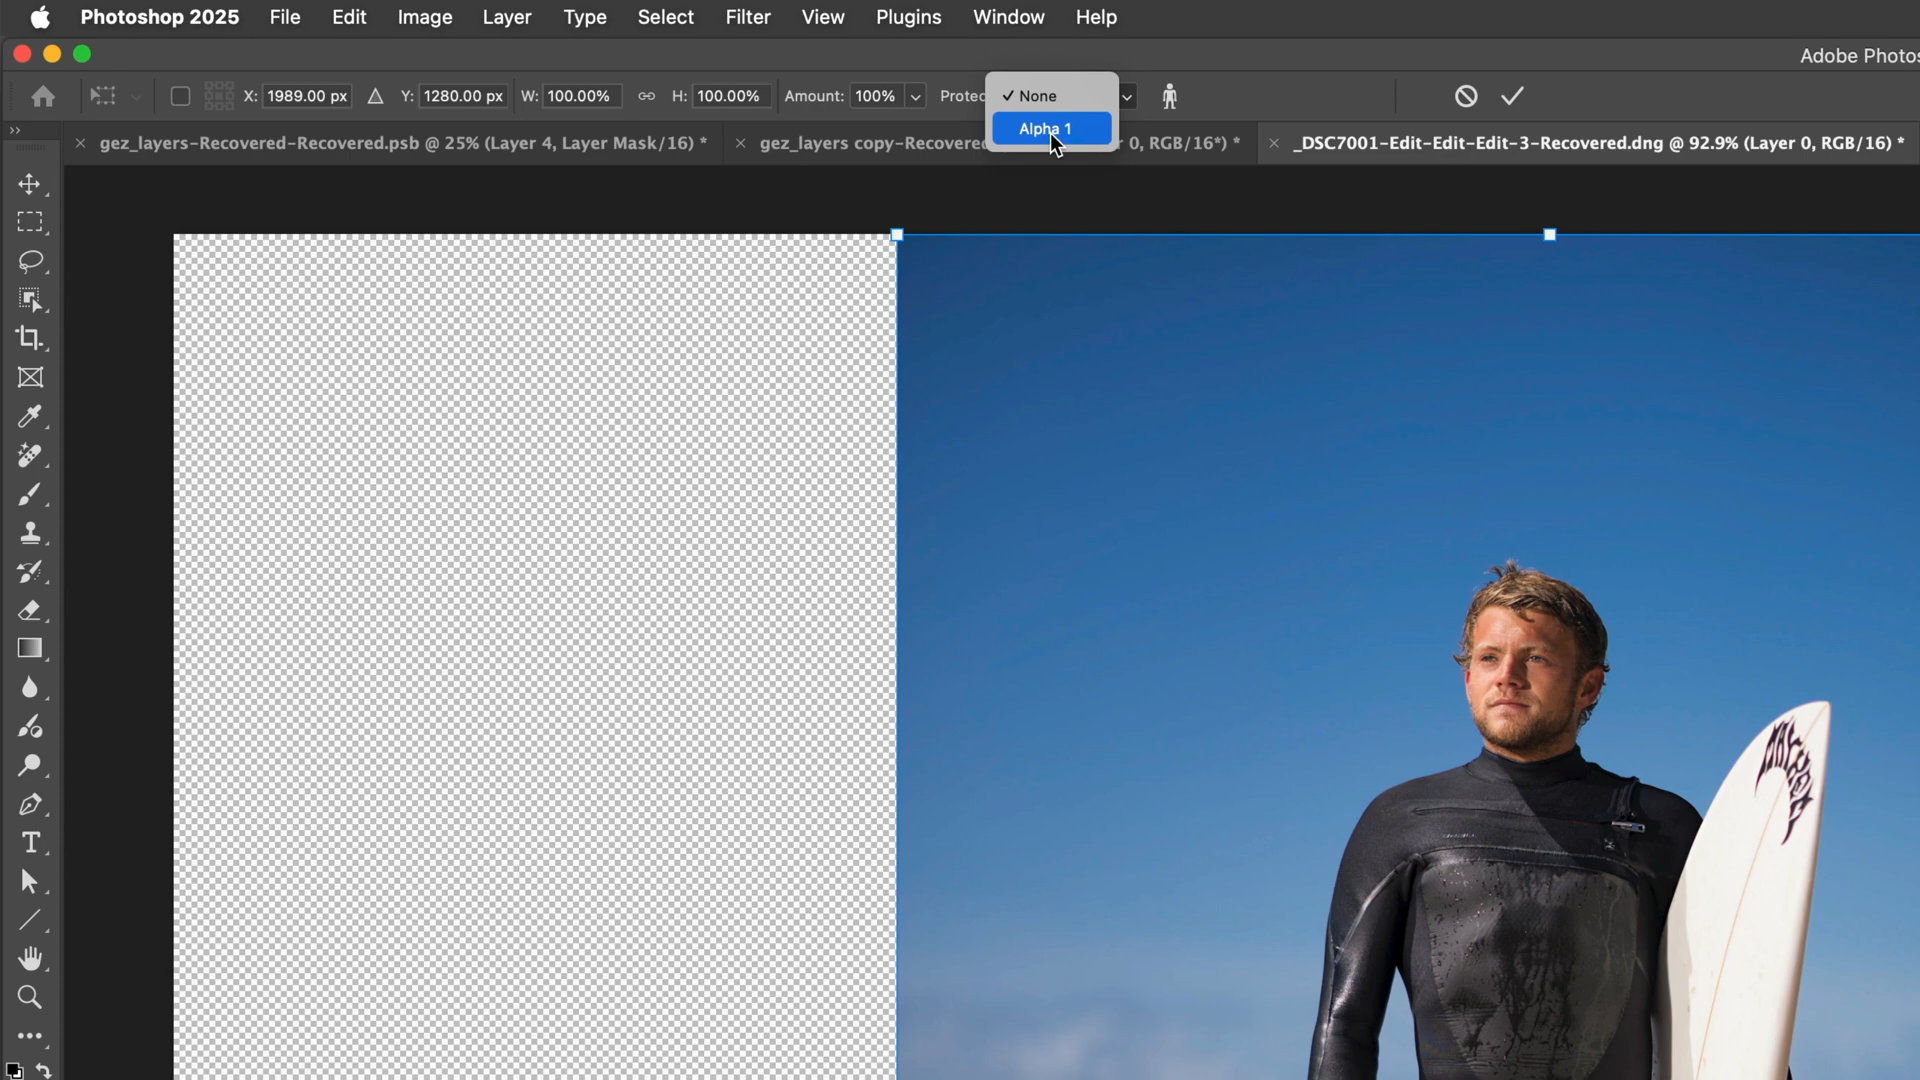 Photoshop 2025 File Edit Image Layer Type Select Filter View Plugins Window Help
Adobe Photos
X: 1989.00 px Y: 1280.00 px W: 100.00% H: 100.00% Amount: 100% Protec ✓ None
Alpha 1
gez_layers-Recovered-Recovered.psb @ 25% (Layer 4, Layer Mask/16) * gez_layers copy-Recovered r 0, RGB/16*) * _DSC7001-Edit-Edit-Edit-3-Recovered.dng @ 92.9% (Layer 0, RGB/16) *